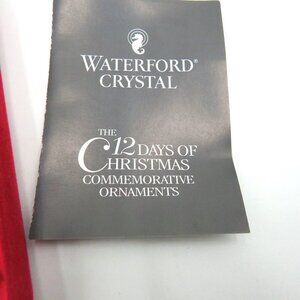 WATERFORD®
CRYSTAL
THE
12 DAYS OF
CHRISTMAS
COMMEMORATIVE
ORNAMENTS